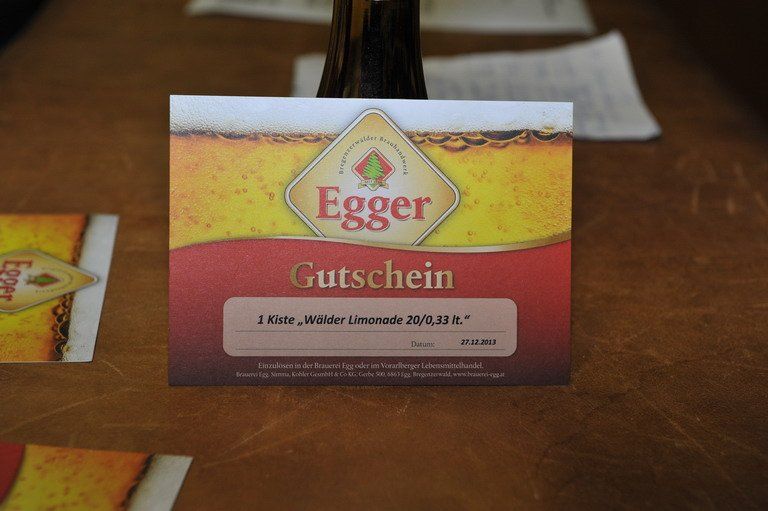 Bregenzerwälder Brauhandwerk
Egger
Gutschein
1 Kiste „Wälder Limonade 20/0,33 lt.“
Datum: 27.12.2013
Einzulösen in der Brauerei Egg oder im Vorarlberger Lebensmittelhandel.
Brauerei Egg, Simma, Kohler GesmbH & Co KG, Gerbe 500, 6863 Egg, Bregenzerwald, www.brauerei-egg.at
Egger